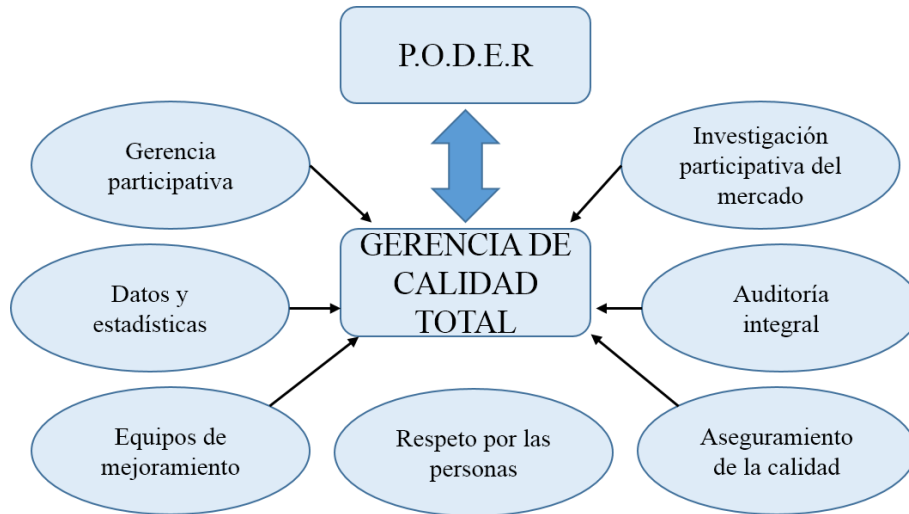 P.O.D.E.R
Gerencia
participativa
Investigación
participativa del
mercado
GERENCIA DE
CALIDAD
TOTAL
Datos y
estadísticas
Auditoría
integral
Equipos de
mejoramiento
Respeto por las
personas
Aseguramiento
de la calidad